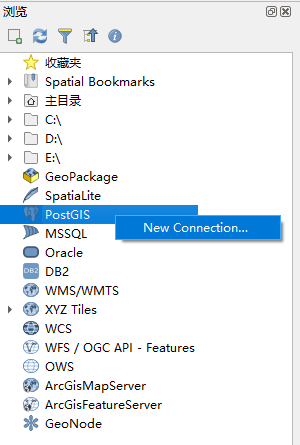 浏览
收藏夹
Spatial Bookmarks
主目录
C:\
D:\
E:\
GeoPackage
SpatiaLite
PostGIS
New Connection...
MSSQL
Oracle
DB2 DB2
WMS/WMTS
XYZ Tiles
WCS
WFS / OGC API - Features
OWS
ArcGisMapServer
ArcGisFeatureServer
GeoNode